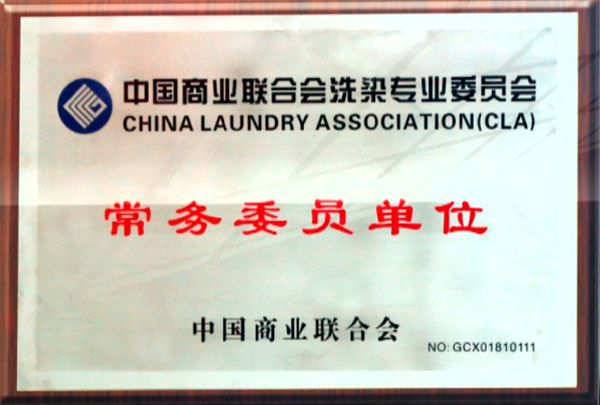 中国商业联合会洗染专业委员会
CHINA LAUNDRY ASSOCIATION(CLA)
常务委员单位
中国商业联合会
NO: GCX01810111